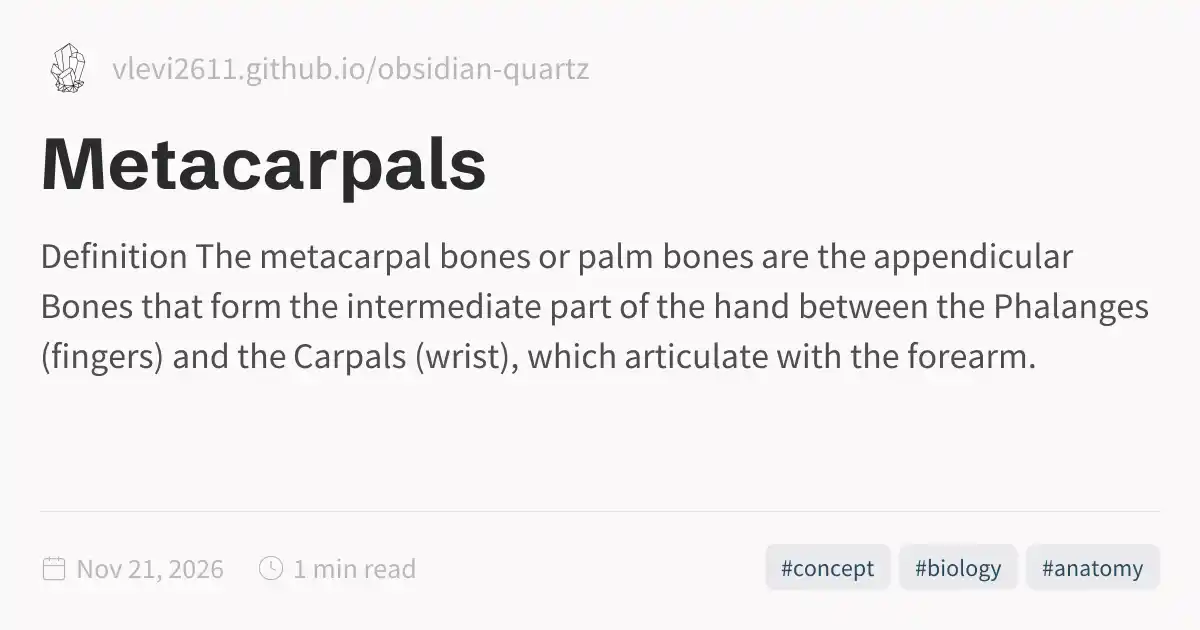 vlevi2611.github.io/obsidian-quartz
Metacarpals
Definition The metacarpal bones or palm bones are the appendicular
Bones that form the intermediate part of the hand between the Phalanges
(fingers) and the Carpals (wrist), which articulate with the forearm.
Nov 21, 2026 1 min read #concept #biology #anatomy